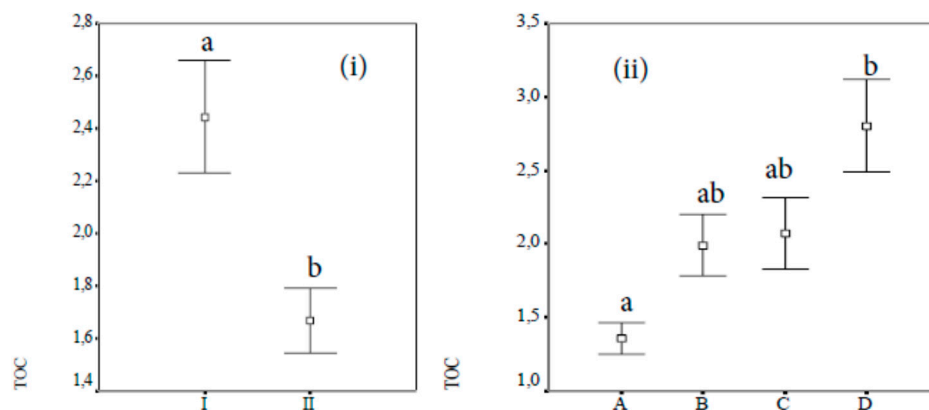 2,8
2,6
2,4
2,2
2,0
1,8
1,6
1,4
TOC
a
(i)
b
I
II
3,5
3,0
2,5
2,0
1,5
1,0
TOC
(ii)
a
ab
ab
b
A
B
C
D